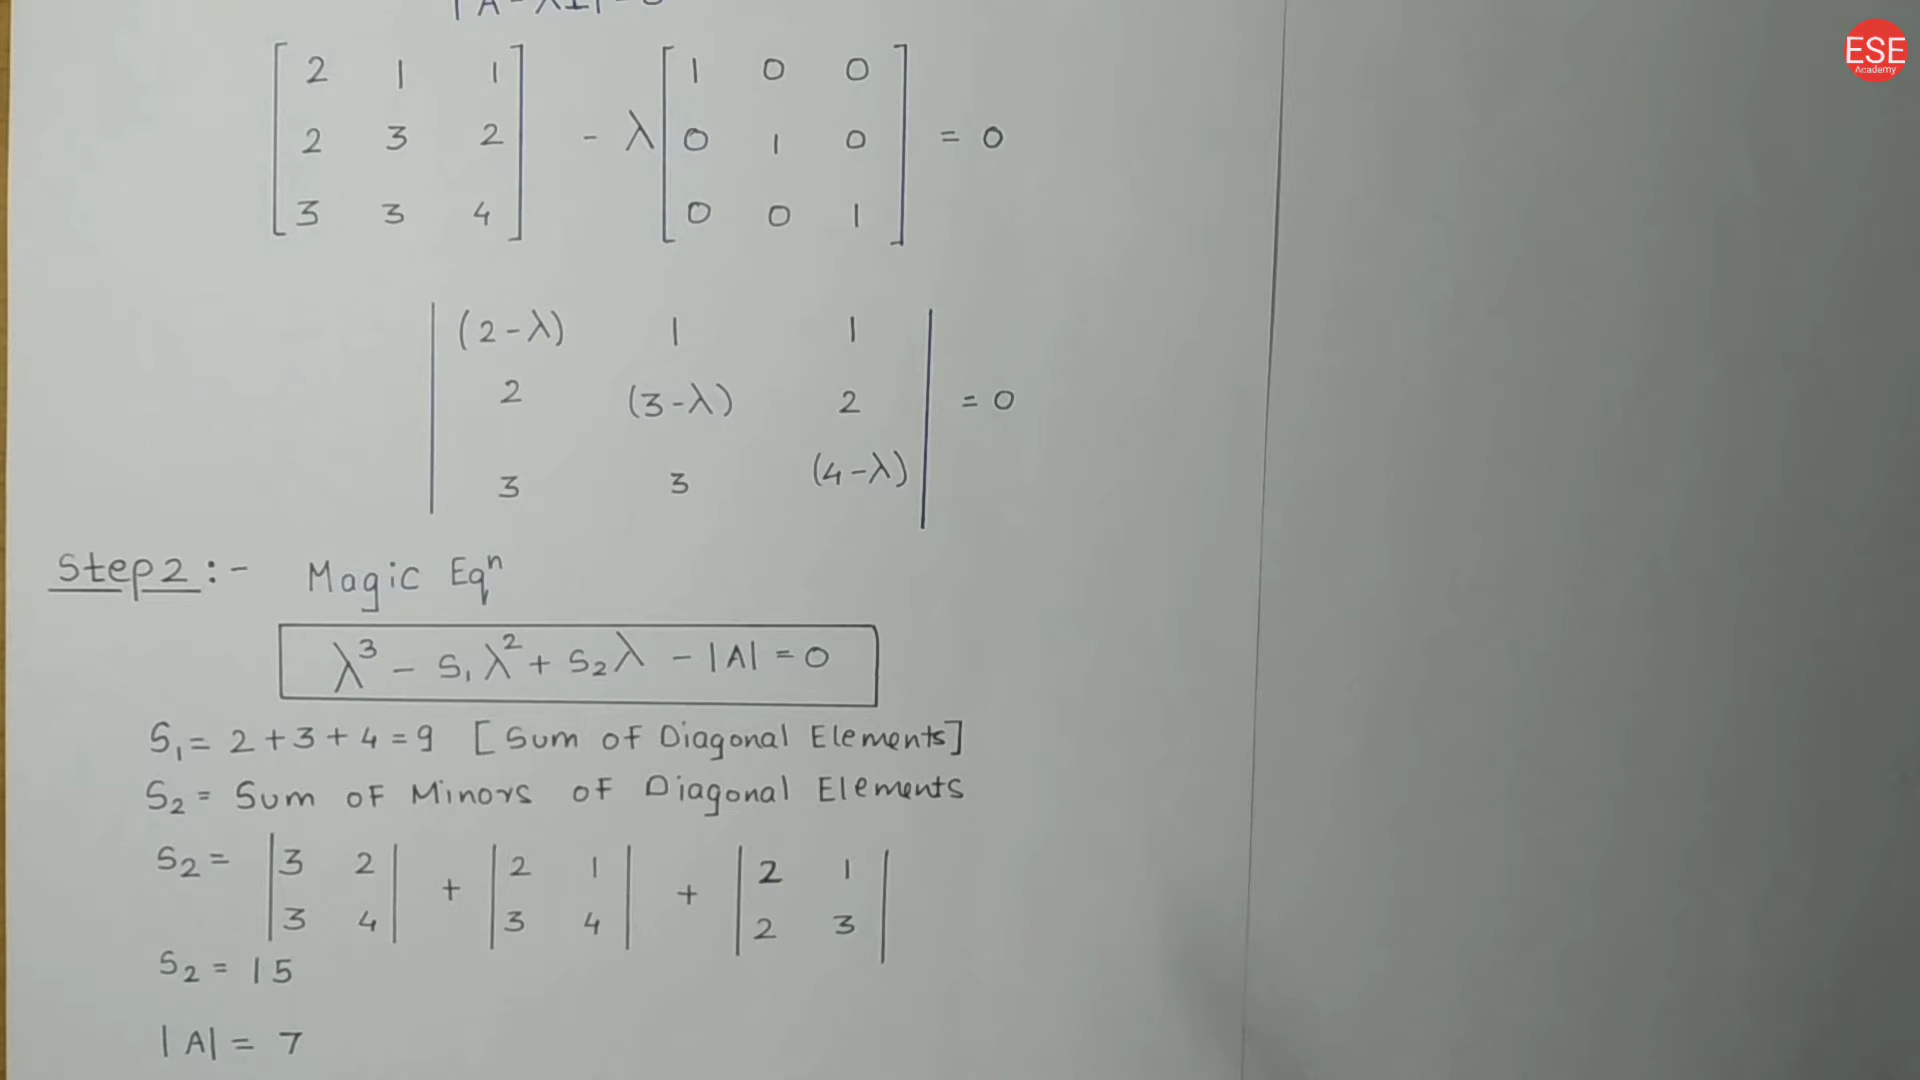 |A-λI|=0
ESE
Academy
[2 1 1] - λ [1 0 0] = 0
[2 3 2] [0 1 0]
[3 3 4] [0 0 1]
|(2-λ) 1 1|
|2 (3-λ) 2| = 0
|3 3 (4-λ)|
Step2:- Magic Eqⁿ
λ³ - S₁λ² + S₂λ - |A| = 0
S₁ = 2+3+4 = 9 [Sum of Diagonal Elements]
S₂ = Sum of Minors of Diagonal Elements
S₂ = |3 2| + |2 1| + |2 1|
|3 4| |3 4| |2 3|
S₂ = 15
|A| = 7